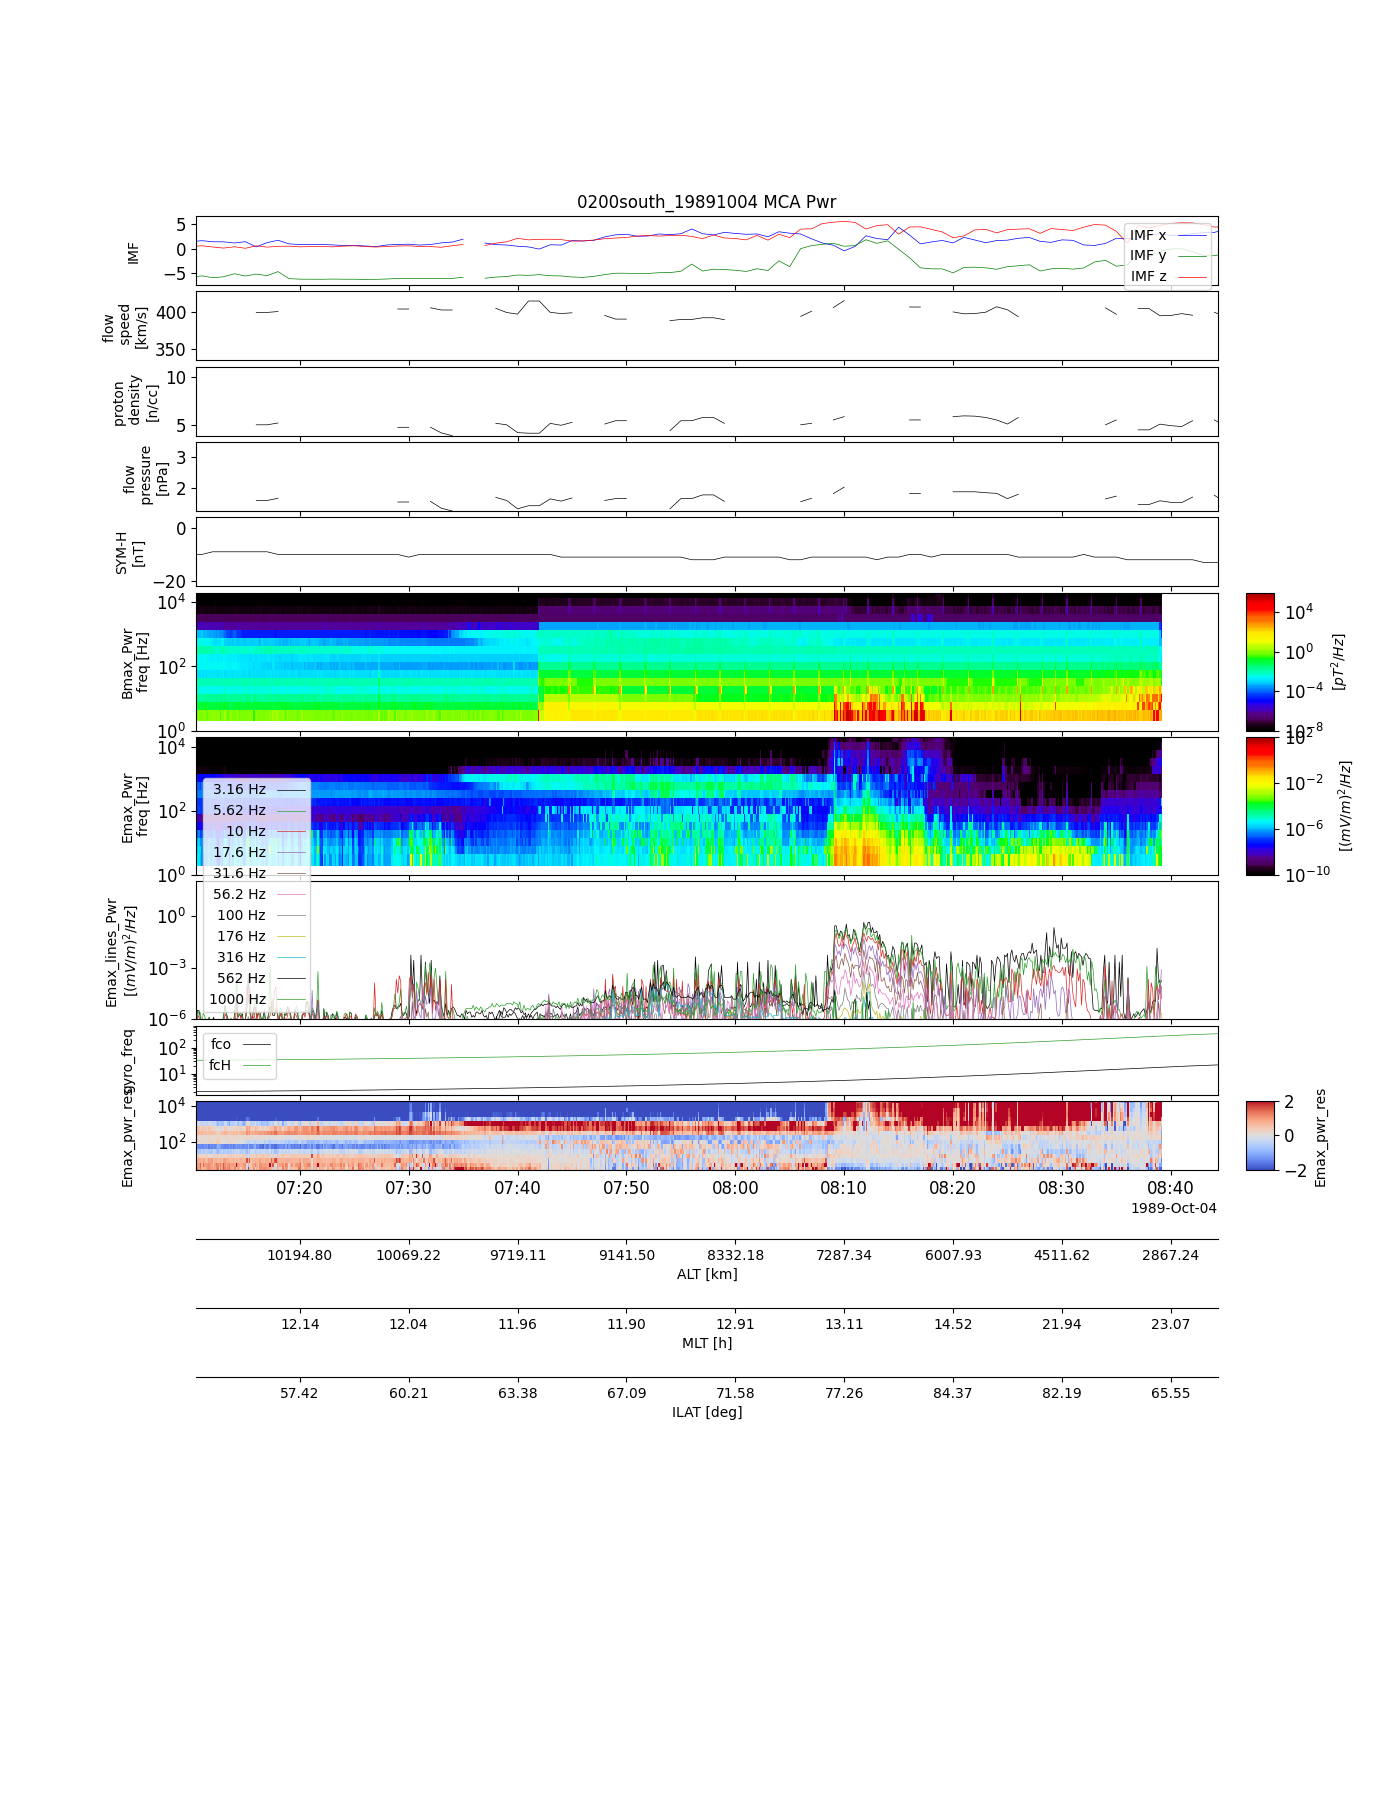 0200south_19891004 MCA Pwr
IMF
5
0
−5
IMF x
IMF y
IMF z
flow
speed
[km/s]
400
350
proton
density
[n/cc]
10
5
flow
pressure
[nPa]
3
2
SYM-H
[nT]
0
−20
Bmax_Pwr
freq [Hz]
10^4
10^2
10^0
10^4
10^0
10^−4
10^−8
[pT^2/Hz]
Emax_Pwr
freq [Hz]
10^4
10^2
10^0
10^2
10^−2
10^−6
10^−10
[(mV/m)^2/Hz]
3.16 Hz
5.62 Hz
10 Hz
17.6 Hz
31.6 Hz
56.2 Hz
100 Hz
176 Hz
316 Hz
562 Hz
1000 Hz
Emax_lines_Pwr
[(mV/m)^2/Hz]
10^0
10^−3
10^−6
gyro_freq
10^2
10^1
fco
fcH
Emax_pwr_res
10^4
10^2
2
0
−2
Emax_pwr_res
07:20 07:30 07:40 07:50 08:00 08:10 08:20 08:30 08:40
1989-Oct-04
10194.80 10069.22 9719.11 9141.50 8332.18 7287.34 6007.93 4511.62 2867.24
ALT [km]
12.14 12.04 11.96 11.90 12.91 13.11 14.52 21.94 23.07
MLT [h]
57.42 60.21 63.38 67.09 71.58 77.26 84.37 82.19 65.55
ILAT [deg]